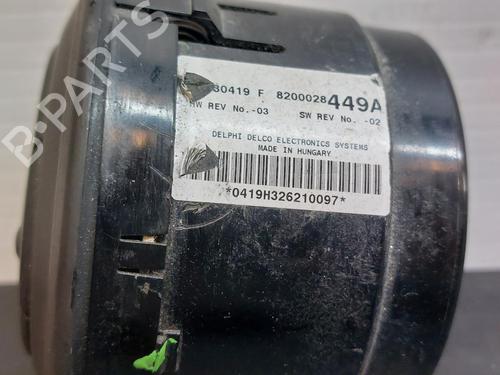 30419 F 8200028449A
HW REV No.-03 SW REV No. -02
DELPHI DELCO ELECTRONICS SYSTEMS
MADE IN HUNGARY
*0419H326210097*
B-PARTS